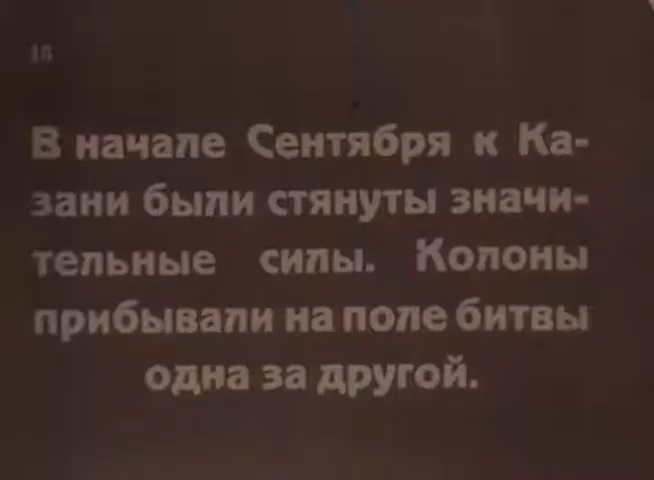 16
В начале Сентября к Ка-
зани были стянуты значи-
тельные силы. Колоны
прибывали на поле битвы
одна за другой.